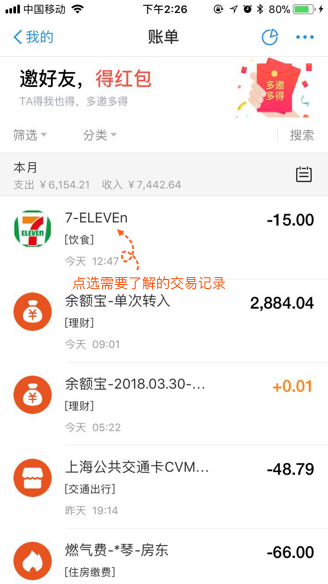 中国移动 下午2:26 80%
我的 账单
邀好友，得红包
TA得我也得，多邀多得
多邀
多得
筛选 分类 搜索
本月
支出 ￥6,154.21 收入 ￥7,442.64
7-ELEVEn -15.00
[饮食]
今天 12:47
点选需要了解的交易记录
余额宝-单次转入 2,884.04
[理财]
今天 09:01
余额宝-2018.03.30-... +0.01
[理财]
今天 05:22
上海公共交通卡CVM... -48.79
[交通出行]
昨天 19:14
燃气费-*琴-房东 -66.00
[住房缴费]